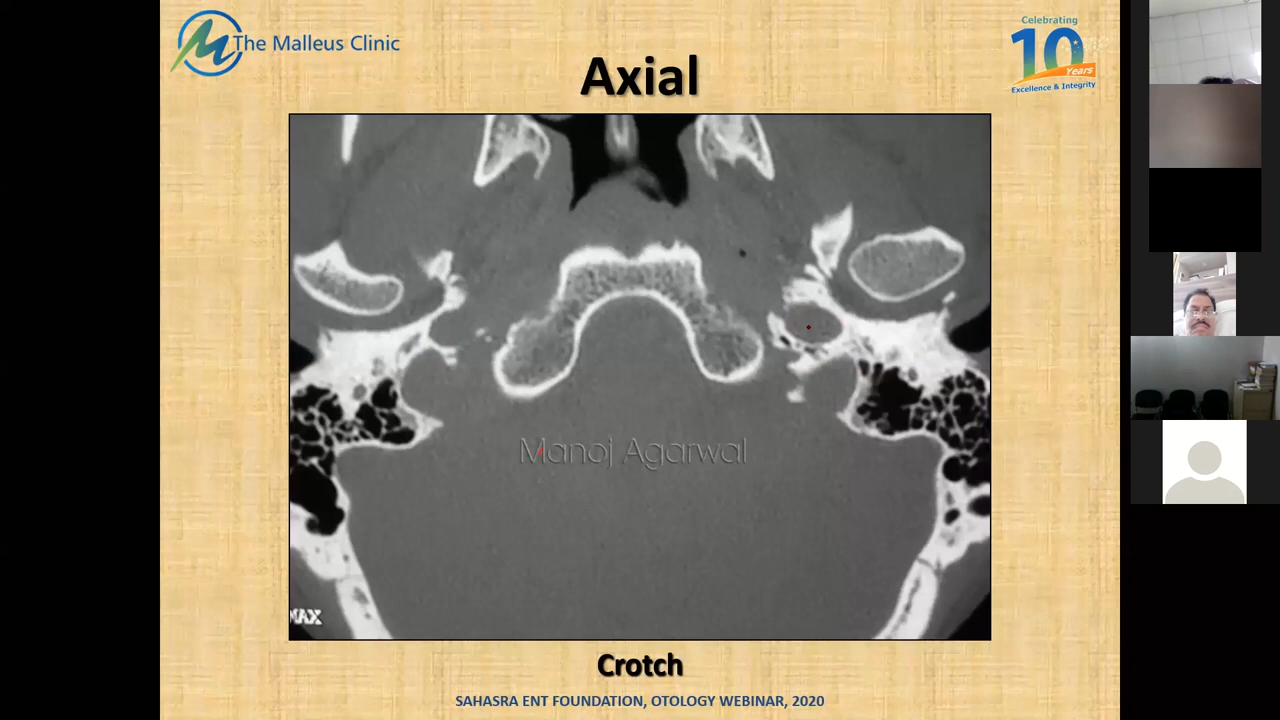 The Malleus Clinic
Celebrating
10
Years
Excellence & Integrity
Axial
Manoj Agarwal
MAX
Crotch
SAHASRA ENT FOUNDATION, OTOLOGY WEBINAR, 2020